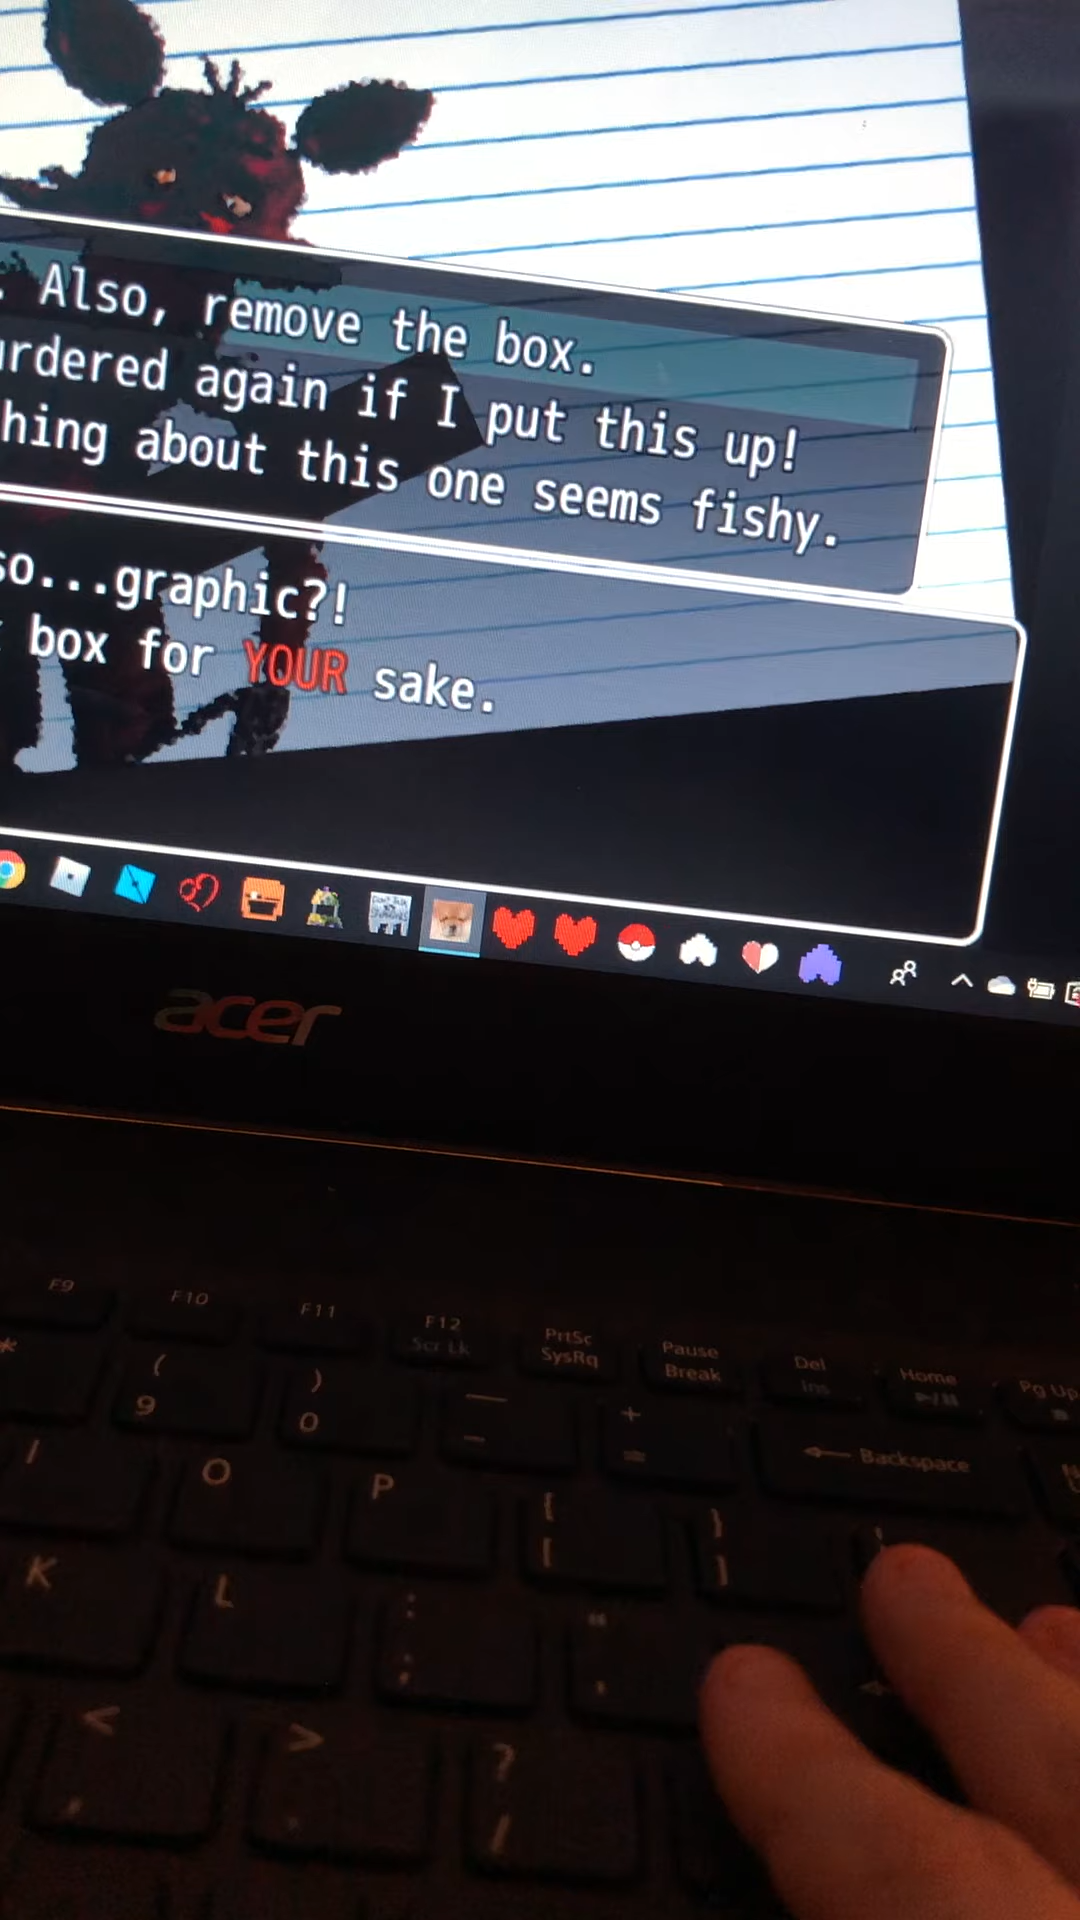 . Also, remove the box.
urdered again if I put this up!
hing about this one seems fishy.
so...graphic?!
box for YOUR sake.
acer
F9 F10 F11 F12 PrtSc Pause Del Home Pg Up
Scr Lk SysRq Break Ins
* ( ) — + ← Backspace
9 0 - =
I O P { }
[ ]
K L : "
; '
< > ?
, . /